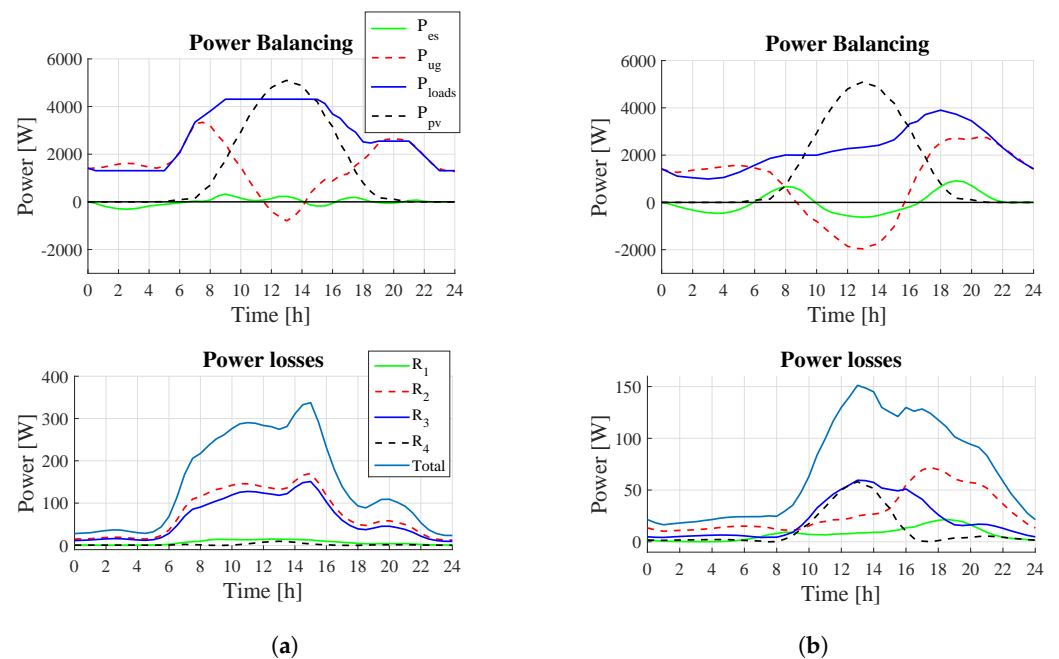 Power Balancing
P_es
P_ug
P_loads
P_pv
6000
4000
2000
0
-2000
Power [W]
0 2 4 6 8 10 12 14 16 18 20 22 24
Time [h]
Power Balancing
6000
4000
2000
0
-2000
Power [W]
0 2 4 6 8 10 12 14 16 18 20 22 24
Time [h]
Power losses
R_1
R_2
R_3
R_4
Total
400
300
200
100
0
Power [W]
0 2 4 6 8 10 12 14 16 18 20 22 24
Time [h]
Power losses
150
100
50
0
Power [W]
0 2 4 6 8 10 12 14 16 18 20 22 24
Time [h]
(a)
(b)